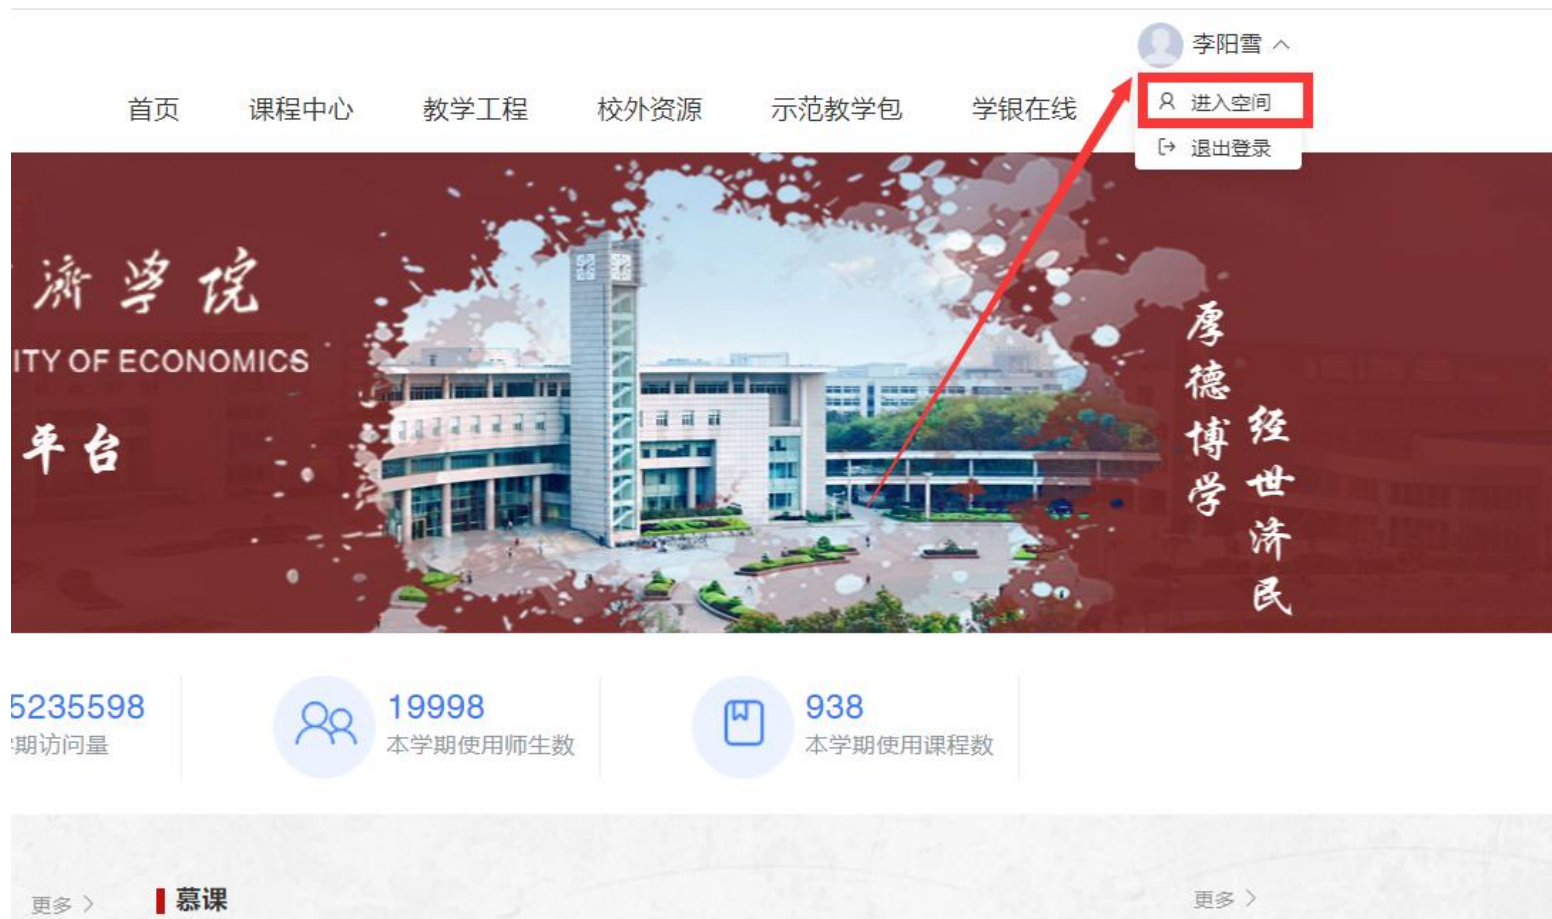 李阳雪
首页 课程中心 教学工程 校外资源 示范教学包 学银在线
进入空间
退出登录
济学院
ITY OF ECONOMICS
平台
厚德博学
经世济民
5235598
期访问量
19998
本学期使用师生数
938
本学期使用课程数
更多
慕课
更多